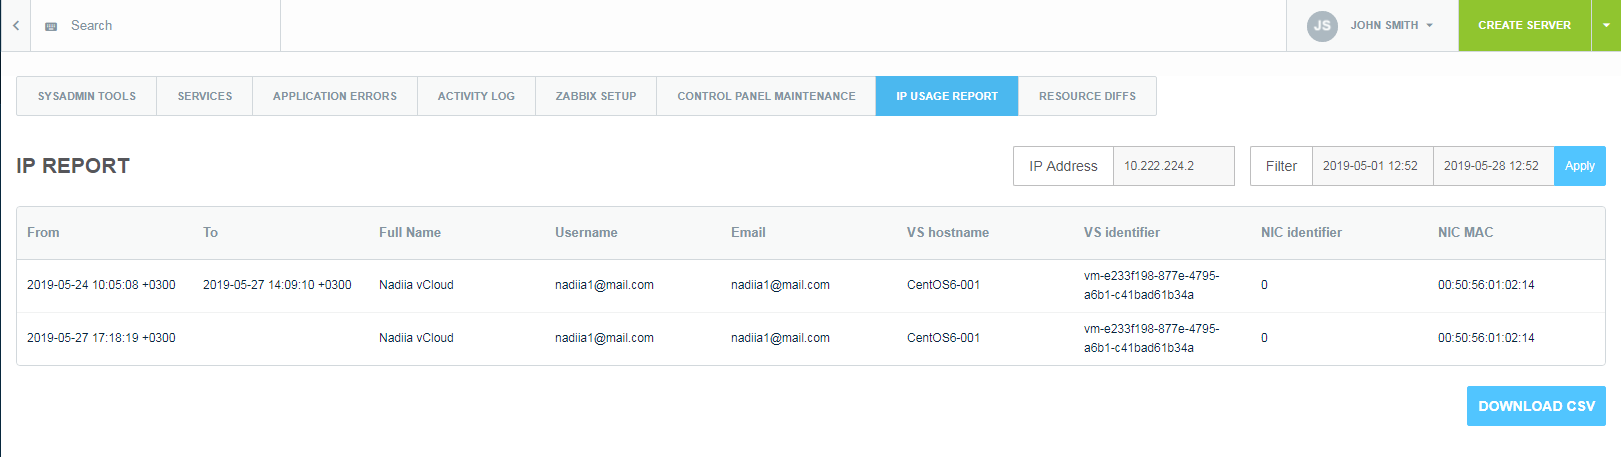 Search
JS JOHN SMITH CREATE SERVER
SYSADMIN TOOLS SERVICES APPLICATION ERRORS ACTIVITY LOG ZABBIX SETUP CONTROL PANEL MAINTENANCE IP USAGE REPORT RESOURCE DIFFS
IP REPORT
IP Address 10.222.224.2 Filter 2019-05-01 12:52 2019-05-28 12:52 Apply
From To Full Name Username Email VS hostname VS identifier NIC identifier NIC MAC
2019-05-24 10:05:08 +0300 2019-05-27 14:09:10 +0300 Nadiia vCloud nadiia1@mail.com nadiia1@mail.com CentOS6-001 vm-e233f198-877e-4795-
a6b1-c41bad61b34a 0 00:50:56:01:02:14
2019-05-27 17:18:19 +0300 Nadiia vCloud nadiia1@mail.com nadiia1@mail.com CentOS6-001 vm-e233f198-877e-4795-
a6b1-c41bad61b34a 0 00:50:56:01:02:14
DOWNLOAD CSV